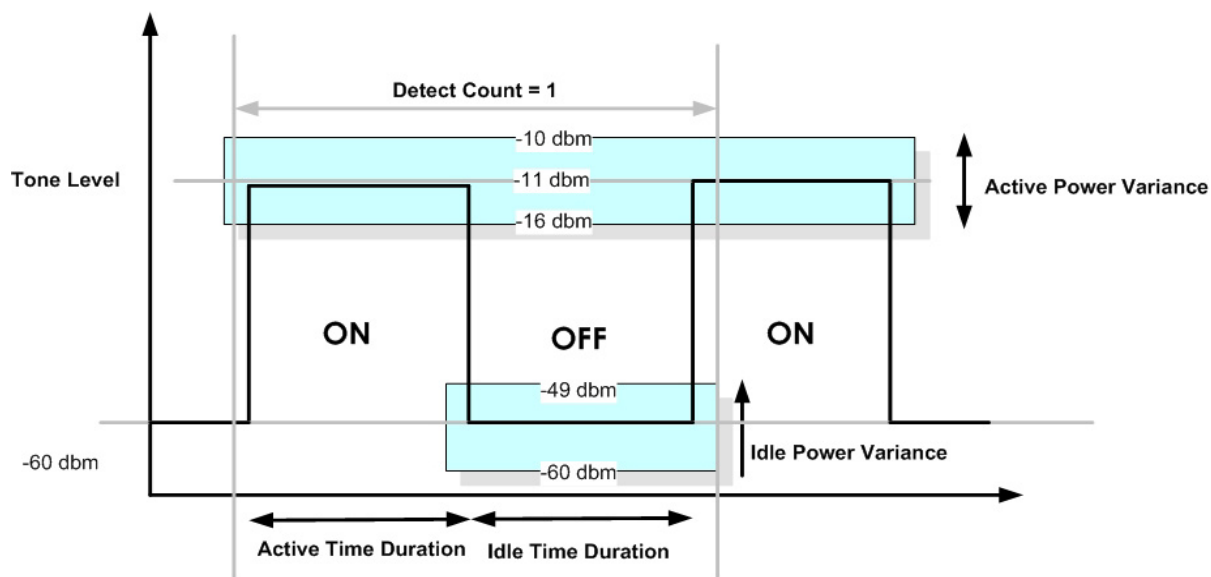 Detect Count = 1
-10 dbm
Tone Level
-11 dbm
Active Power Variance
-16 dbm
ON
OFF
ON
-49 dbm
Idle Power Variance
-60 dbm
-60 dbm
Active Time Duration
Idle Time Duration